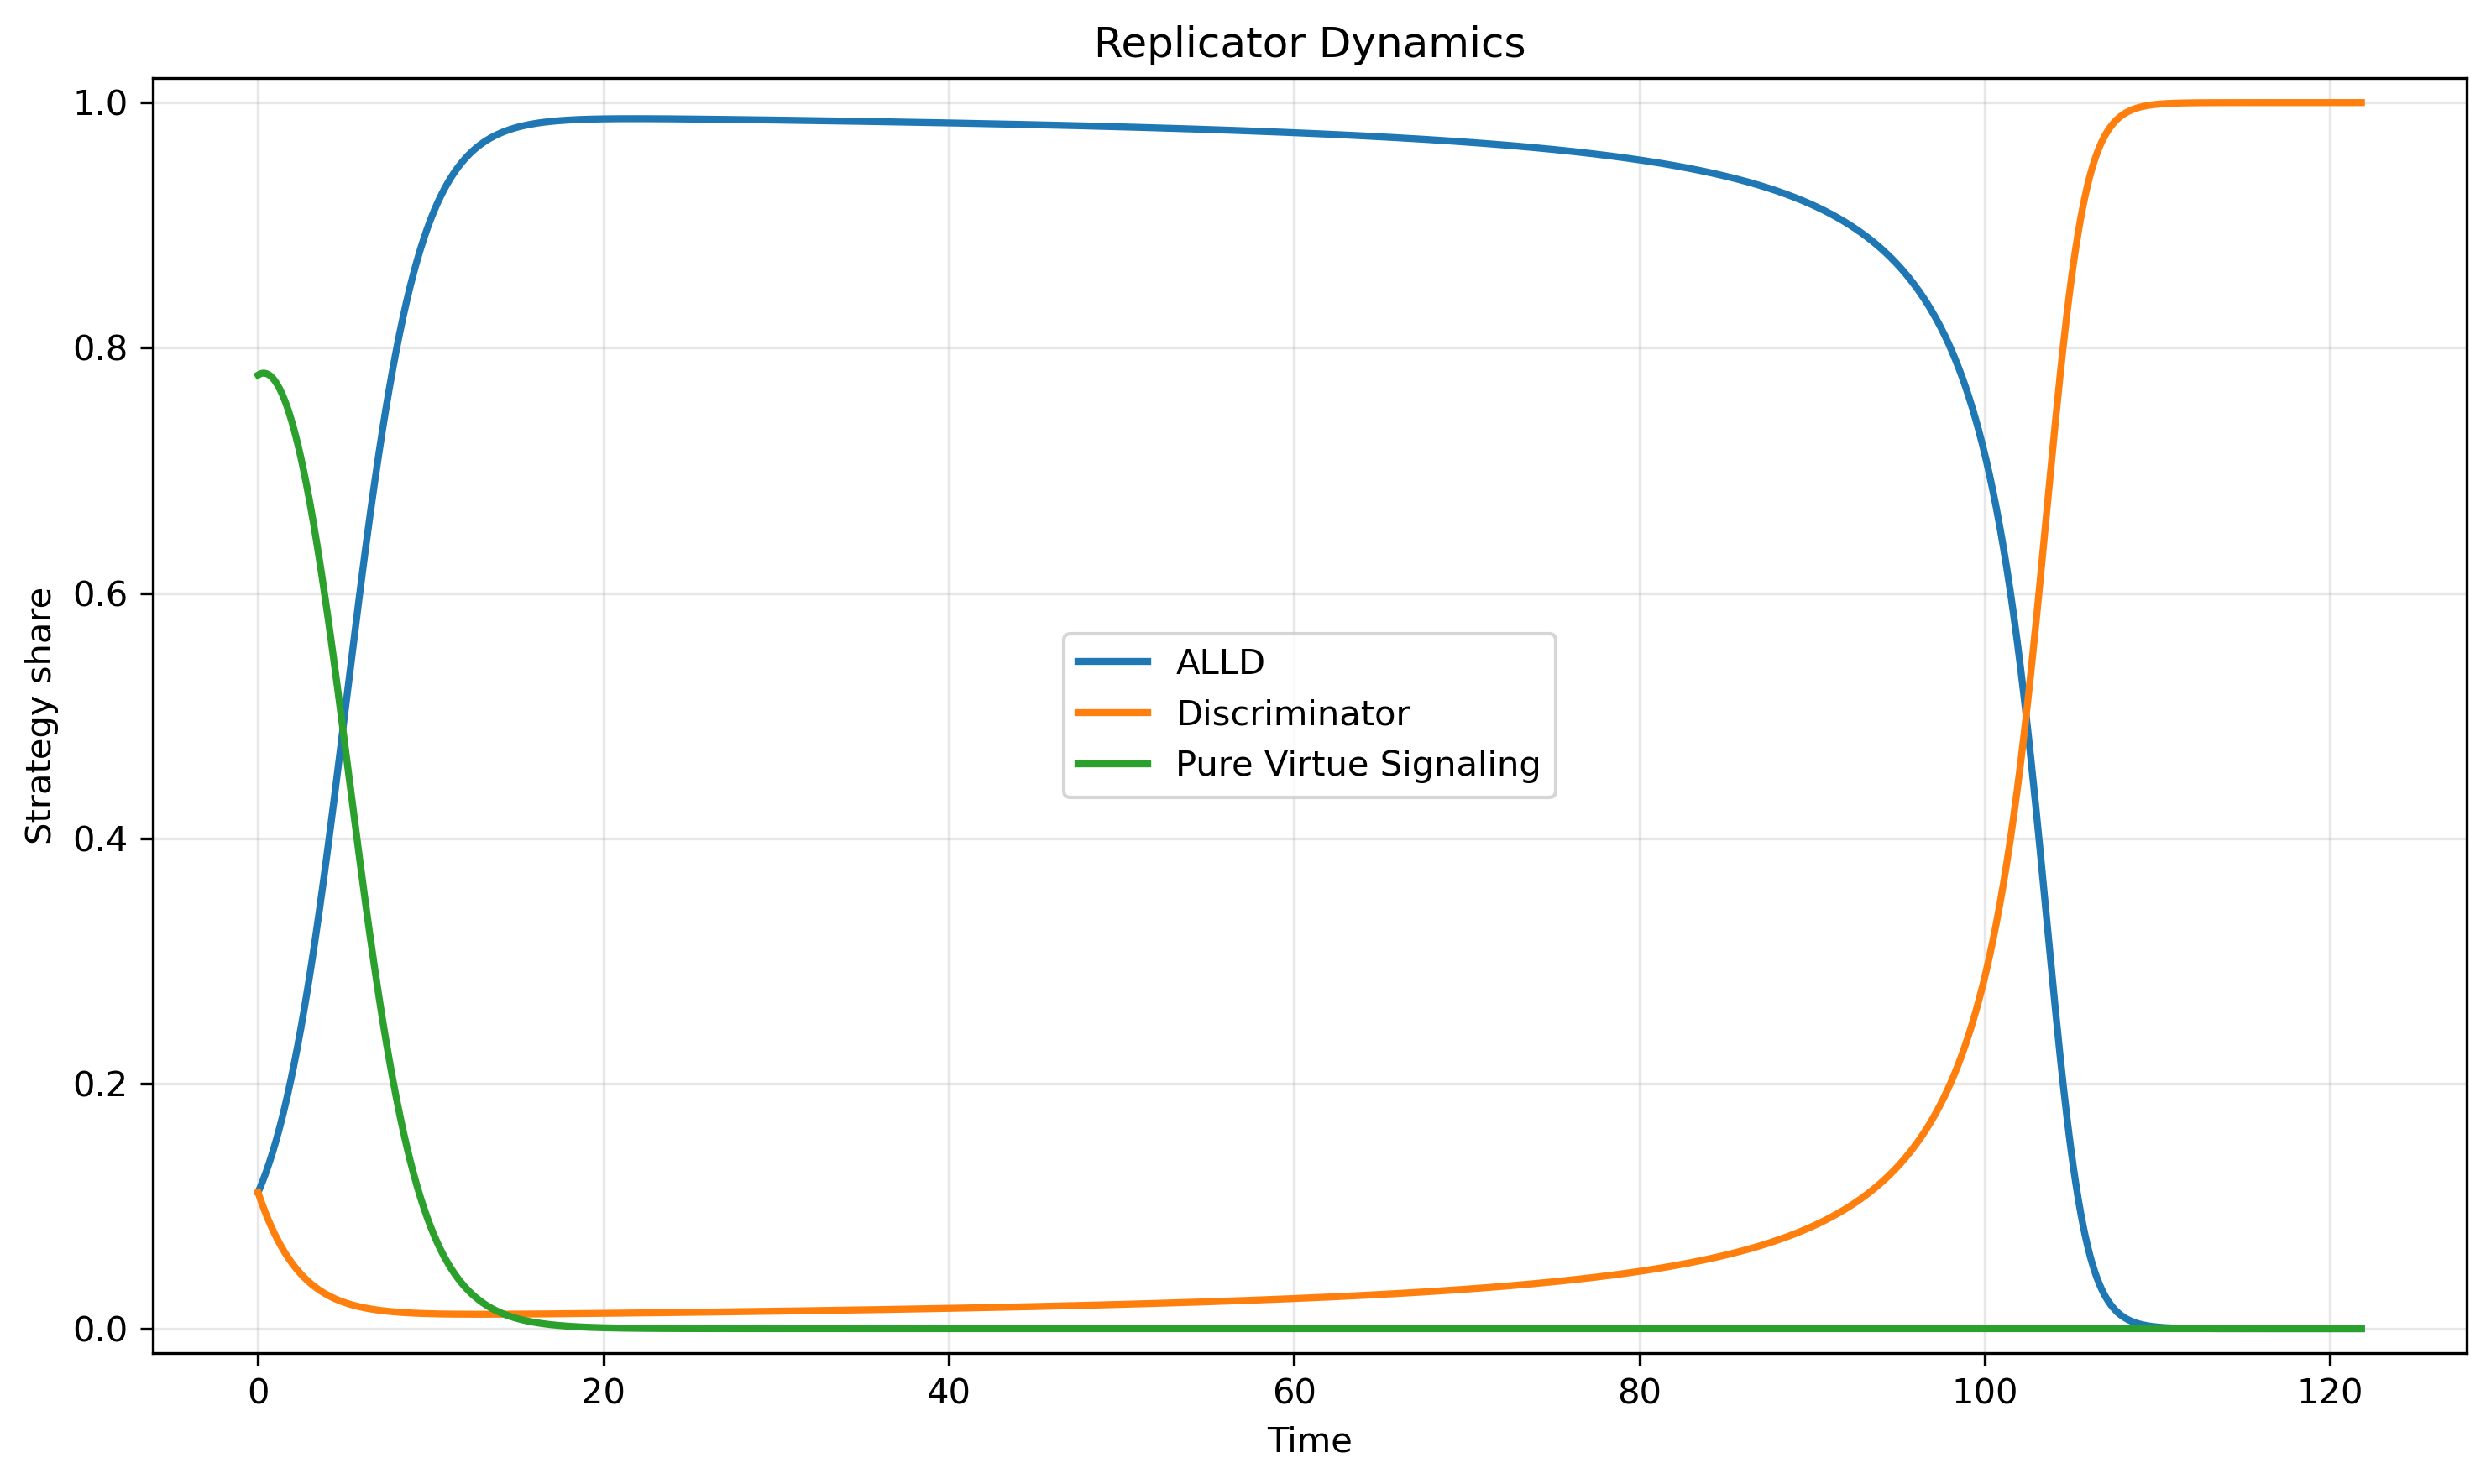 Replicator Dynamics
Strategy share
1.0
0.8
0.6
0.4
0.2
0.0
ALLD
Discriminator
Pure Virtue Signaling
0 20 40 60 80 100 120
Time